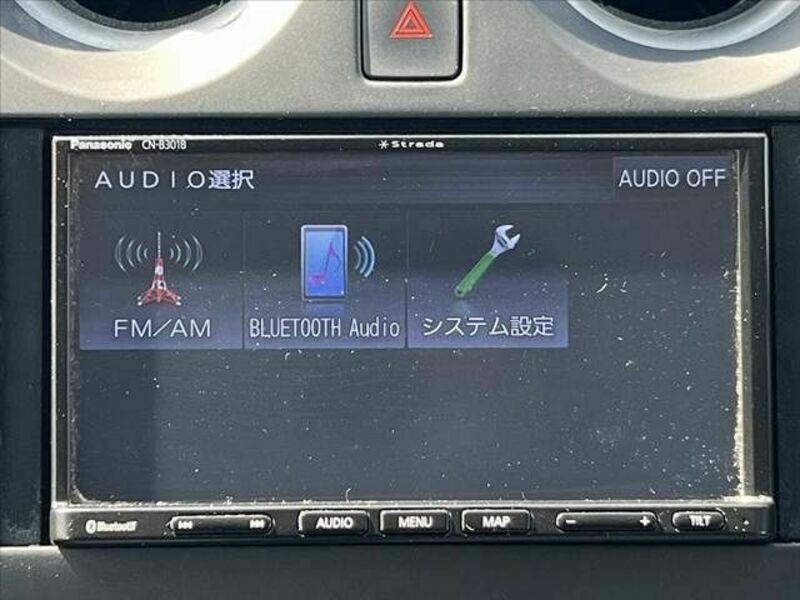 Panasonic CN-B301B
Strada
AUDIO選択
AUDIO OFF
FM/AM
BLUETOOTH Audio
システム設定
Bluetooth
AUDIO
MENU
MAP
− +
TILT